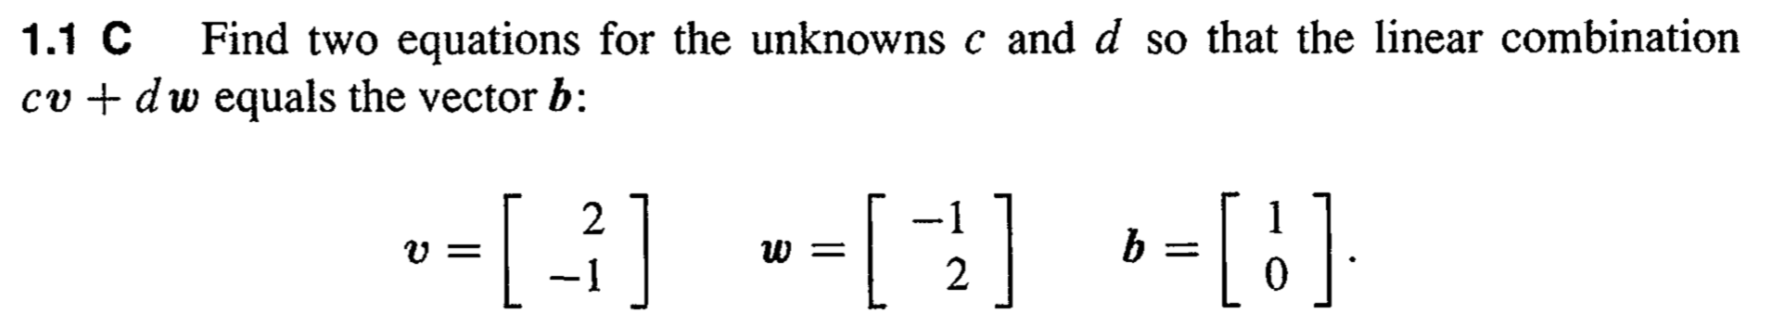 1.1 C Find two equations for the unknowns c and d so that the linear combination
cv + dw equals the vector b:
v = [ 2 -1 ] w = [ -1 2 ] b = [ 1 0 ].